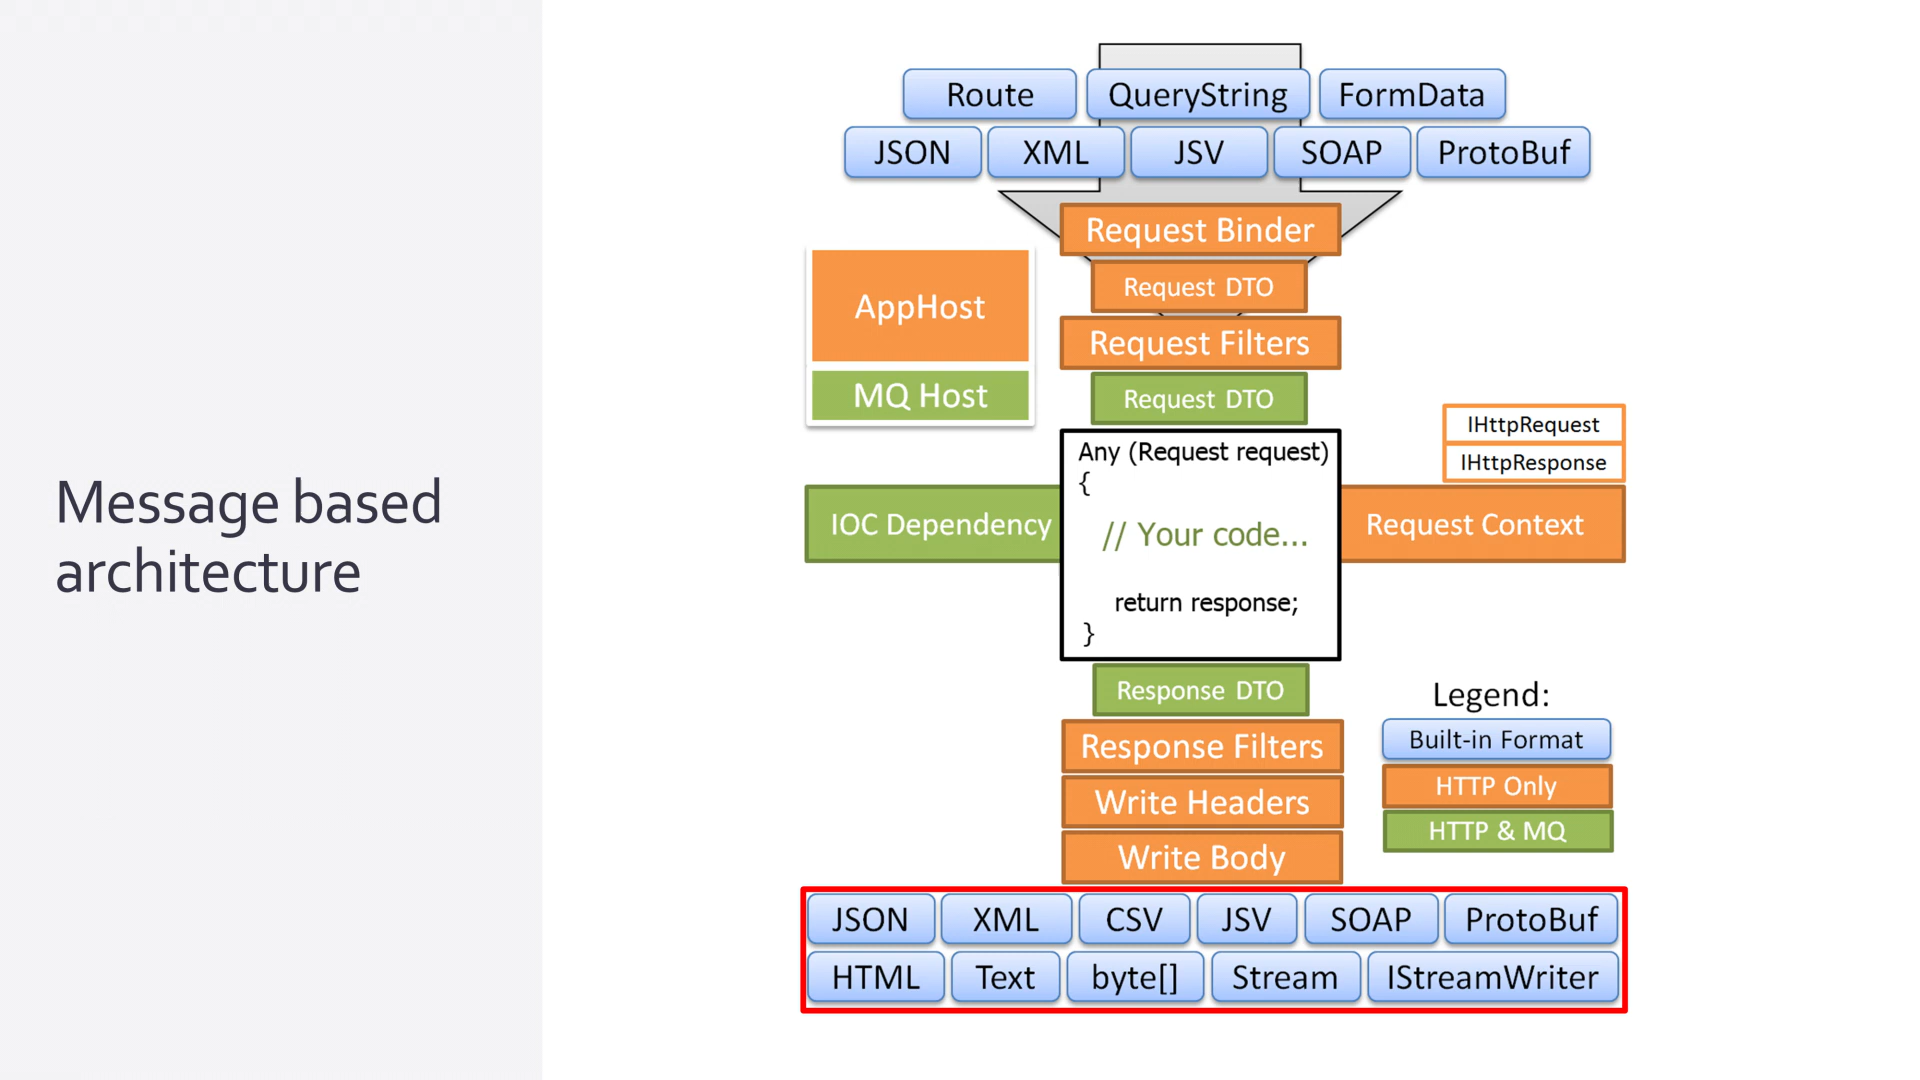 Message based
architecture
Route QueryString FormData
JSON XML JSV SOAP ProtoBuf
Request Binder
Request DTO
AppHost
Request Filters
MQ Host
Request DTO
IHttpRequest
IHttpResponse
Any (Request request)
{
IOC Dependency
// Your code...
Request Context
return response;
}
Response DTO
Legend:
Built-in Format
Response Filters
HTTP Only
Write Headers
HTTP & MQ
Write Body
JSON XML CSV JSV SOAP ProtoBuf
HTML Text byte[] Stream IStreamWriter